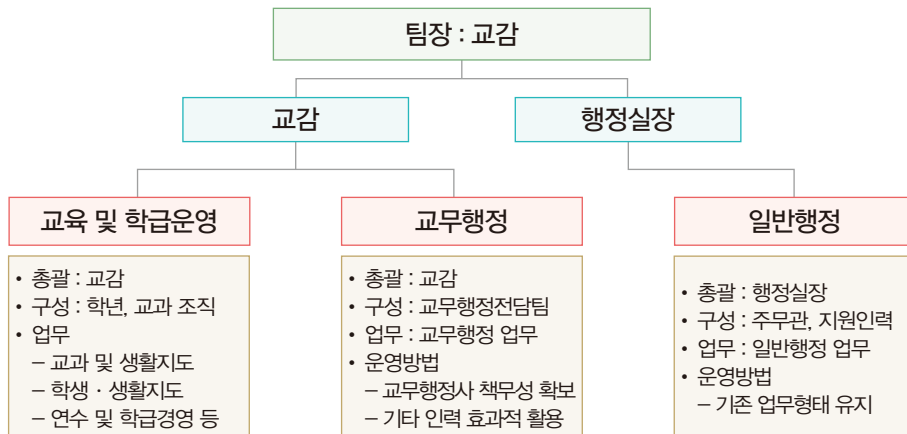 팀장 : 교감
교감
행정실장
교육 및 학급운영
• 총괄 : 교감
• 구성 : 학년, 교과 조직
• 업무
– 교과 및 생활지도
– 학생 · 생활지도
– 연수 및 학급경영 등
교무행정
• 총괄 : 교감
• 구성 : 교무행정전담팀
• 업무 : 교무행정 업무
• 운영방법
– 교무행정사 책무성 확보
– 기타 인력 효과적 활용
일반행정
• 총괄 : 행정실장
• 구성 : 주무관, 지원인력
• 업무 : 일반행정 업무
• 운영방법
– 기존 업무형태 유지